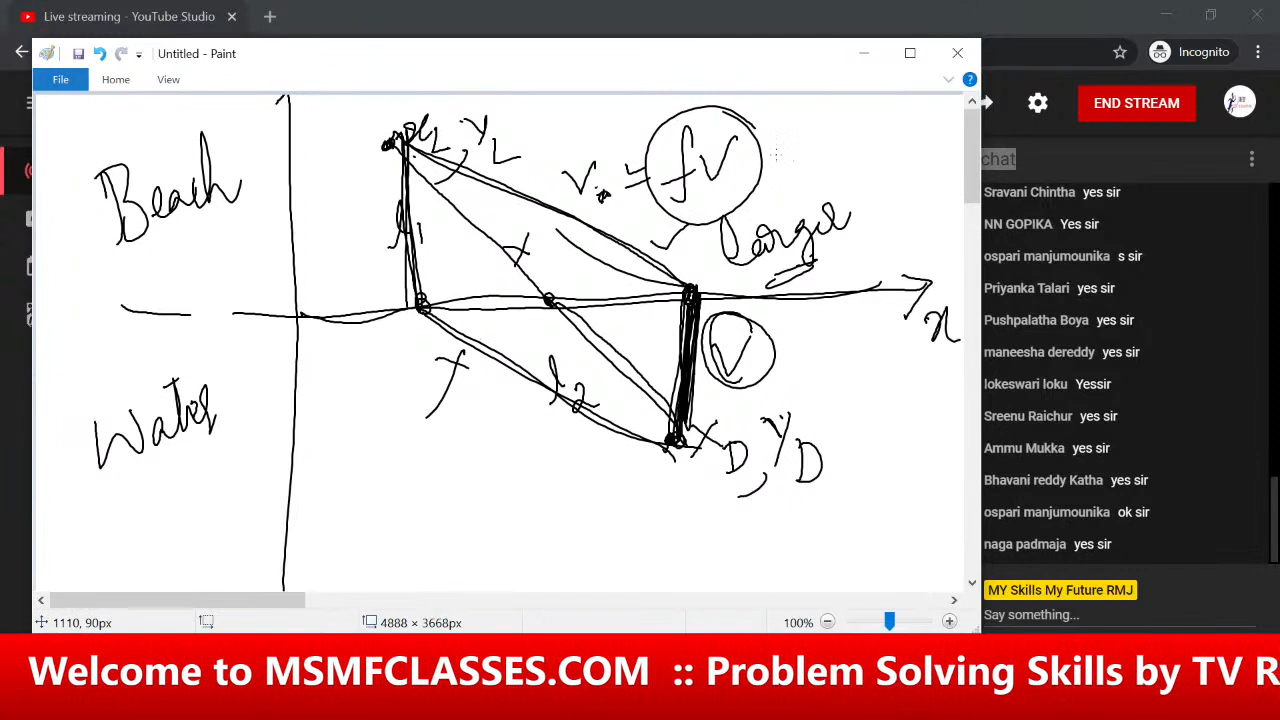 Live streaming - YouTube Studio
Untitled - Paint
Incognito
File
Home
View
END STREAM
chat
Beach
Water
l1
l2
fV
Large
V
x
D, YD
Sravani Chintha yes sir
NN GOPIKA Yes sir
ospari manjumounika s sir
Priyanka Talari yes sir
Pushpalatha Boya yes sir
maneesha dereddy yes sir
lokeswari loku Yessir
Sreenu Raichur yes sir
Ammu Mukka yes sir
Bhavani reddy Katha yes sir
ospari manjumounika ok sir
naga padmaja yes sir
MY Skills My Future RMJ
Say something...
1110, 90px
4888 × 3668px
100%
Welcome to MSMFCLASSES.COM :: Problem Solving Skills by TV R